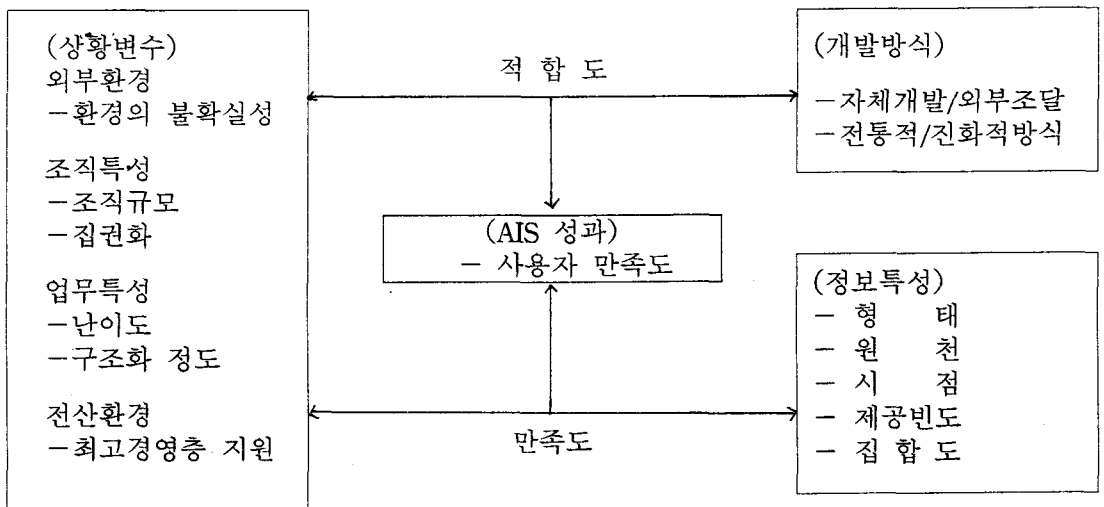 (상황변수)
외부환경
-환경의 불확실성
조직특성
-조직규모
-집권화
업무특성
-난이도
-구조화 정도
전산환경
-최고경영층 지원
적 합 도
(AIS 성과)
- 사용자 만족도
만족도
(개발방식)
-자체개발/외부조달
-전통적/진화적방식
(정보특성)
- 형 태
- 원 천
- 시 점
- 제공빈도
- 집 합 도